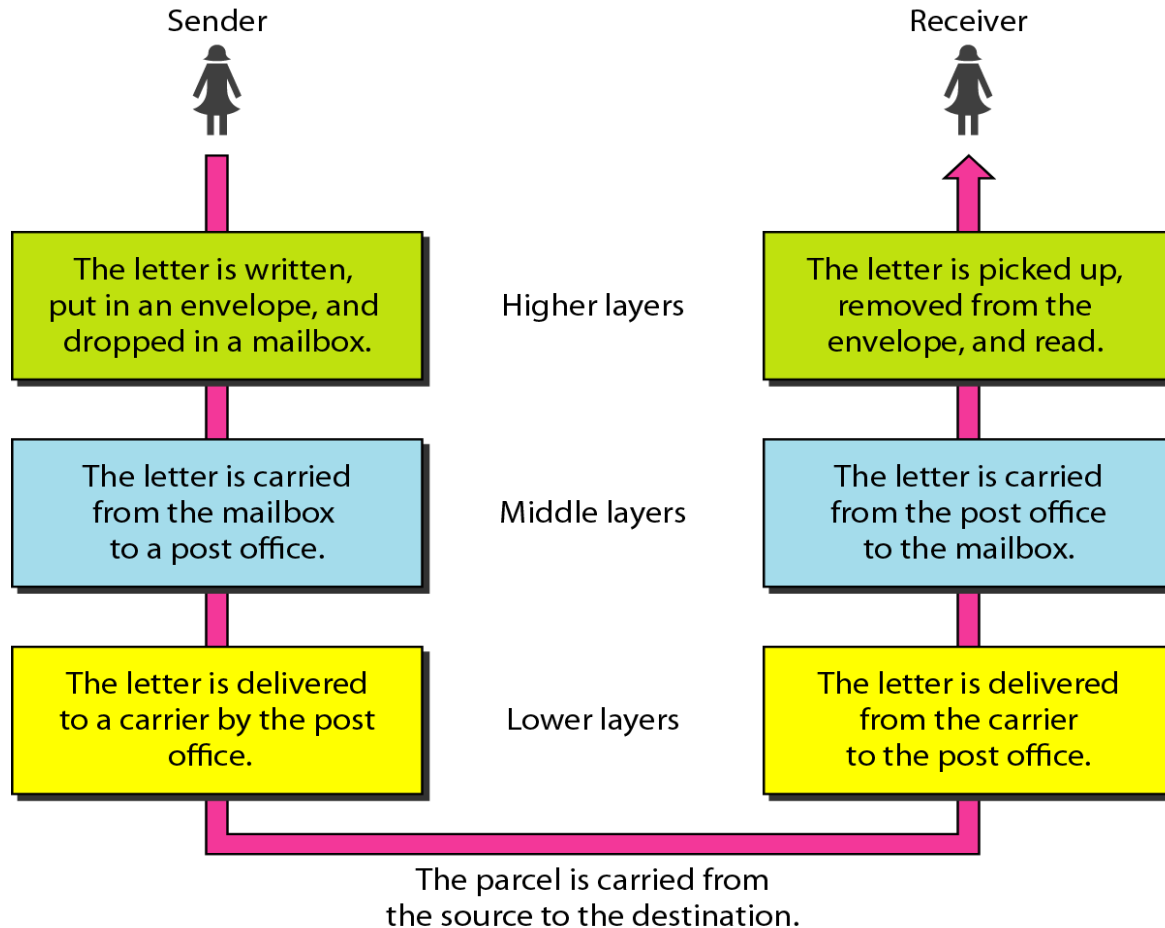 Sender
Receiver
The letter is written,
put in an envelope, and
dropped in a mailbox.
Higher layers
The letter is picked up,
removed from the
envelope, and read.
The letter is carried
from the mailbox
to a post office.
Middle layers
The letter is carried
from the post office
to the mailbox.
The letter is delivered
to a carrier by the post
office.
Lower layers
The letter is delivered
from the carrier
to the post office.
The parcel is carried from
the source to the destination.